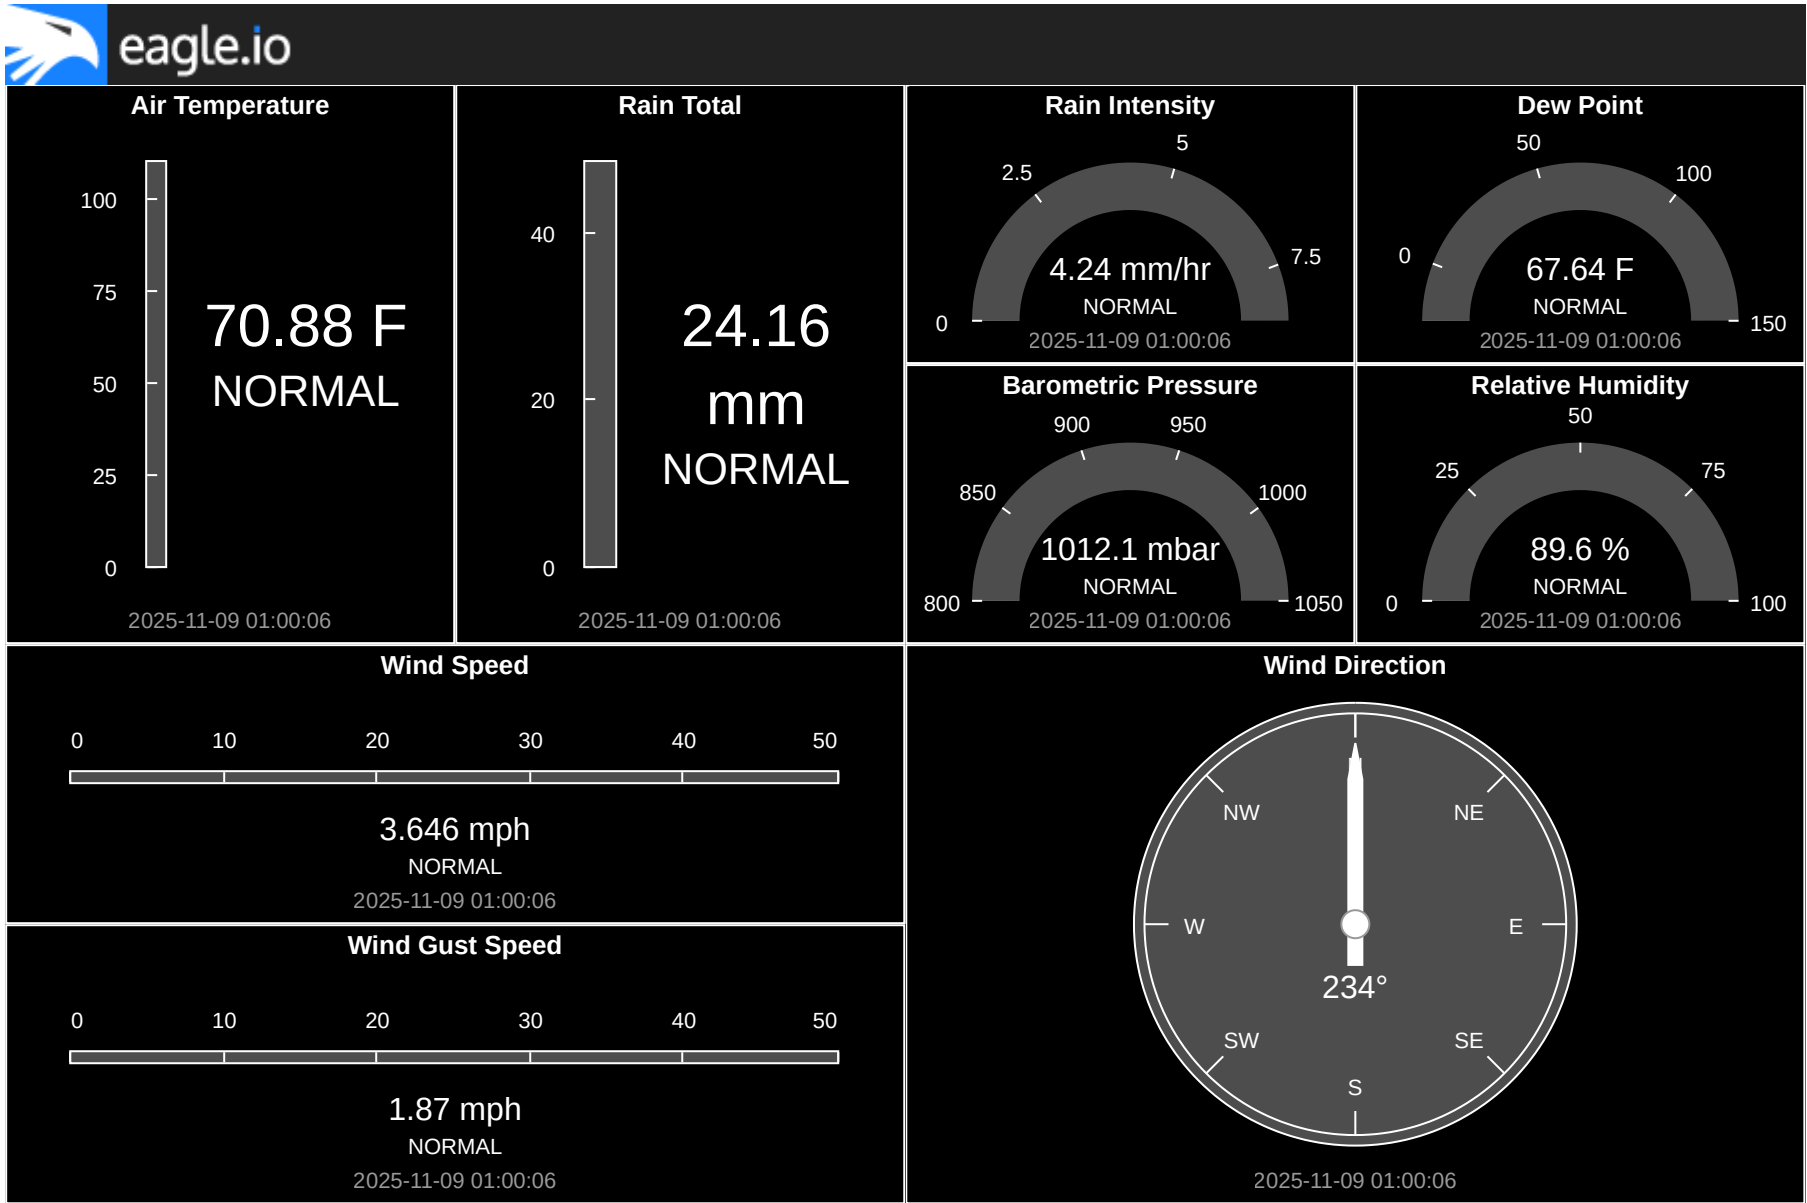 eagle.io
Air Temperature
100
75
50
25
0
70.88 F
NORMAL
2025-11-09 01:00:06
Rain Total
40
20
0
24.16
mm
NORMAL
2025-11-09 01:00:06
Rain Intensity
0
2.5
5
7.5
4.24 mm/hr
NORMAL
2025-11-09 01:00:06
Dew Point
0
50
100
150
67.64 F
NORMAL
2025-11-09 01:00:06
Barometric Pressure
800
850
900
950
1000
1050
1012.1 mbar
NORMAL
2025-11-09 01:00:06
Relative Humidity
0
25
50
75
100
89.6 %
NORMAL
2025-11-09 01:00:06
Wind Speed
0 10 20 30 40 50
3.646 mph
NORMAL
2025-11-09 01:00:06
Wind Gust Speed
0 10 20 30 40 50
1.87 mph
NORMAL
2025-11-09 01:00:06
Wind Direction
NW NE
W E
234°
SW SE
S
2025-11-09 01:00:06